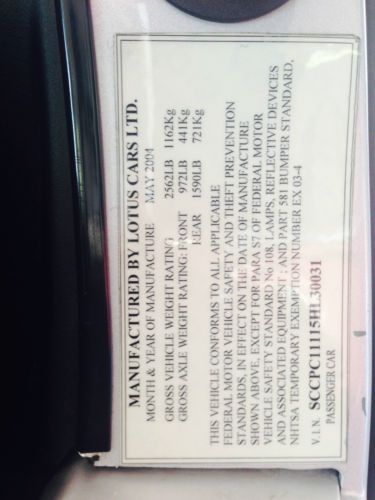 MANUFACTURED BY LOTUS CARS LTD.
MONTH & YEAR OF MANUFACTURE MAY 2004
GROSS VEHICLE WEIGHT RATING 2562LB 1162Kg
GROSS AXLE WEIGHT RATING: FRONT 972LB 441Kg
REAR 1590LB 721Kg
THIS VEHICLE CONFORMS TO ALL APPLICABLE
FEDERAL MOTOR VEHICLE SAFETY AND THEFT PREVENTION
STANDARDS, IN EFFECT ON THE DATE OF MANUFACTURE
SHOWN ABOVE, EXCEPT FOR PARA S7 OF FEDERAL MOTOR
VEHICLE SAFETY STANDARD No 108, LAMPS, REFLECTIVE DEVICES
AND ASSOCIATED EQUIPMENT ; AND PART 581 BUMPER STANDARD,
NHTSA TEMPORARY EXEMPTION NUMBER EX 03-4
V.I.N. SCCPC11115HL30031
PASSENGER CAR